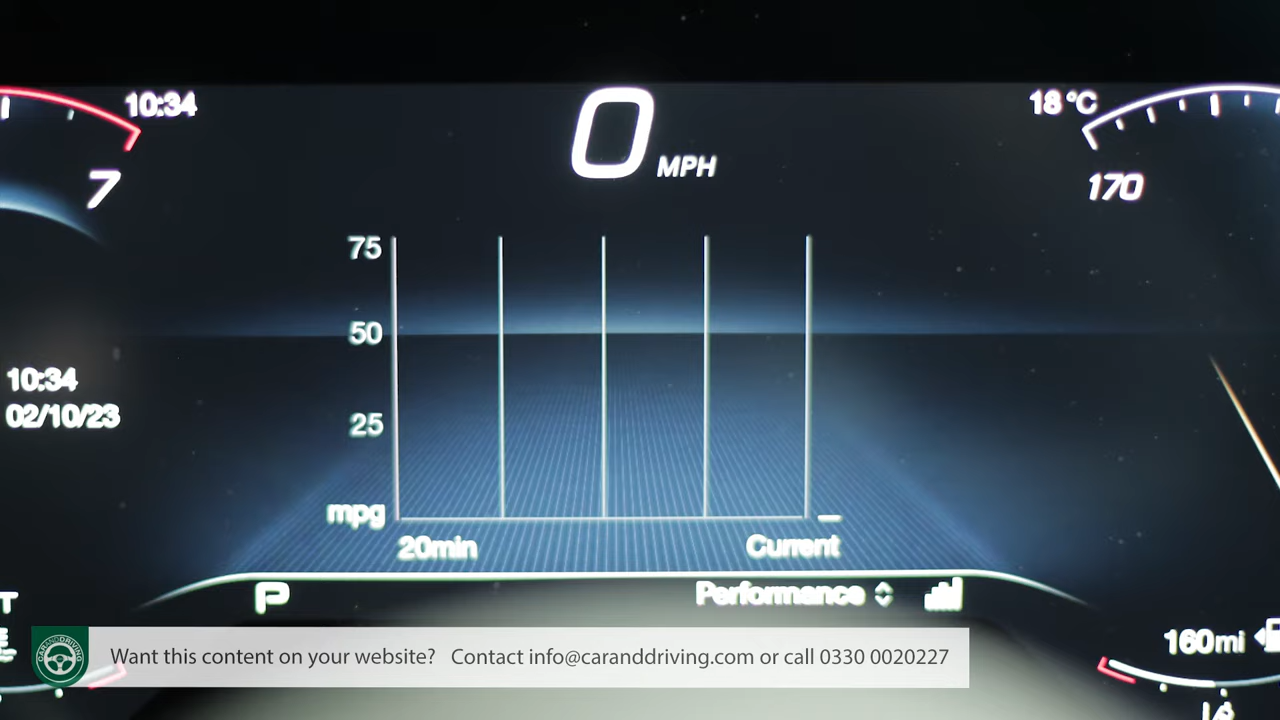 10:34
0 MPH
18 °C
7
170
75
50
10:34
02/10/23
25
mpg
20min
Current
P
Performance
160mi
CARANDDRIVING
Want this content on your website? Contact info@caranddriving.com or call 0330 0020227